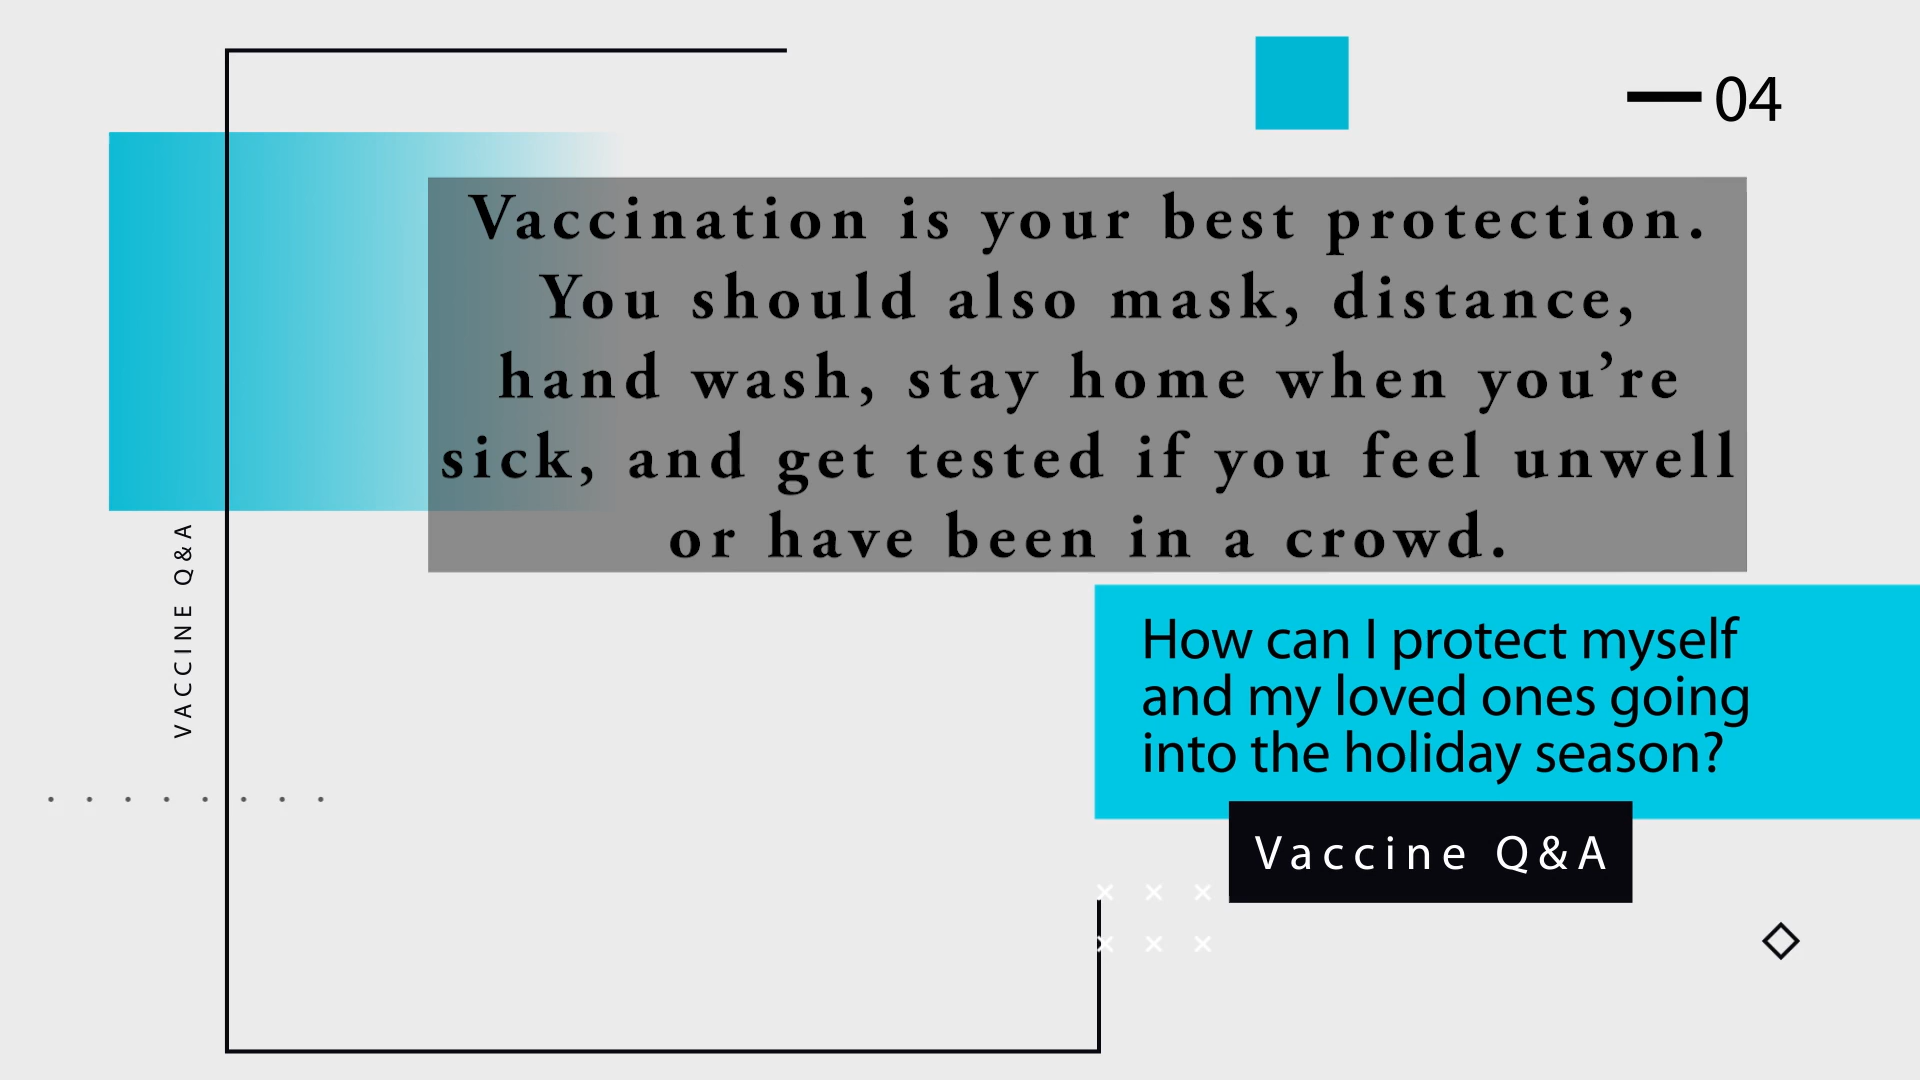 04
Vaccination is your best protection.
You should also mask, distance,
hand wash, stay home when you’re
sick, and get tested if you feel unwell
or have been in a crowd.
VACCINE Q&A
How can I protect myself
and my loved ones going
into the holiday season?
Vaccine Q&A